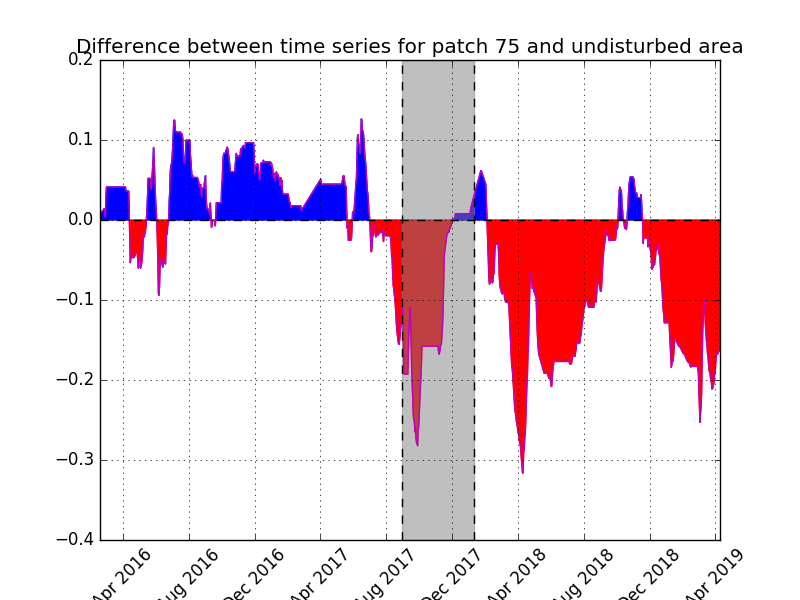 Difference between time series for patch 75 and undisturbed area
0.2
0.1
0.0
−0.1
−0.2
−0.3
−0.4
Apr 2016
Aug 2016
Dec 2016
Apr 2017
Aug 2017
Dec 2017
Apr 2018
Aug 2018
Dec 2018
Apr 2019